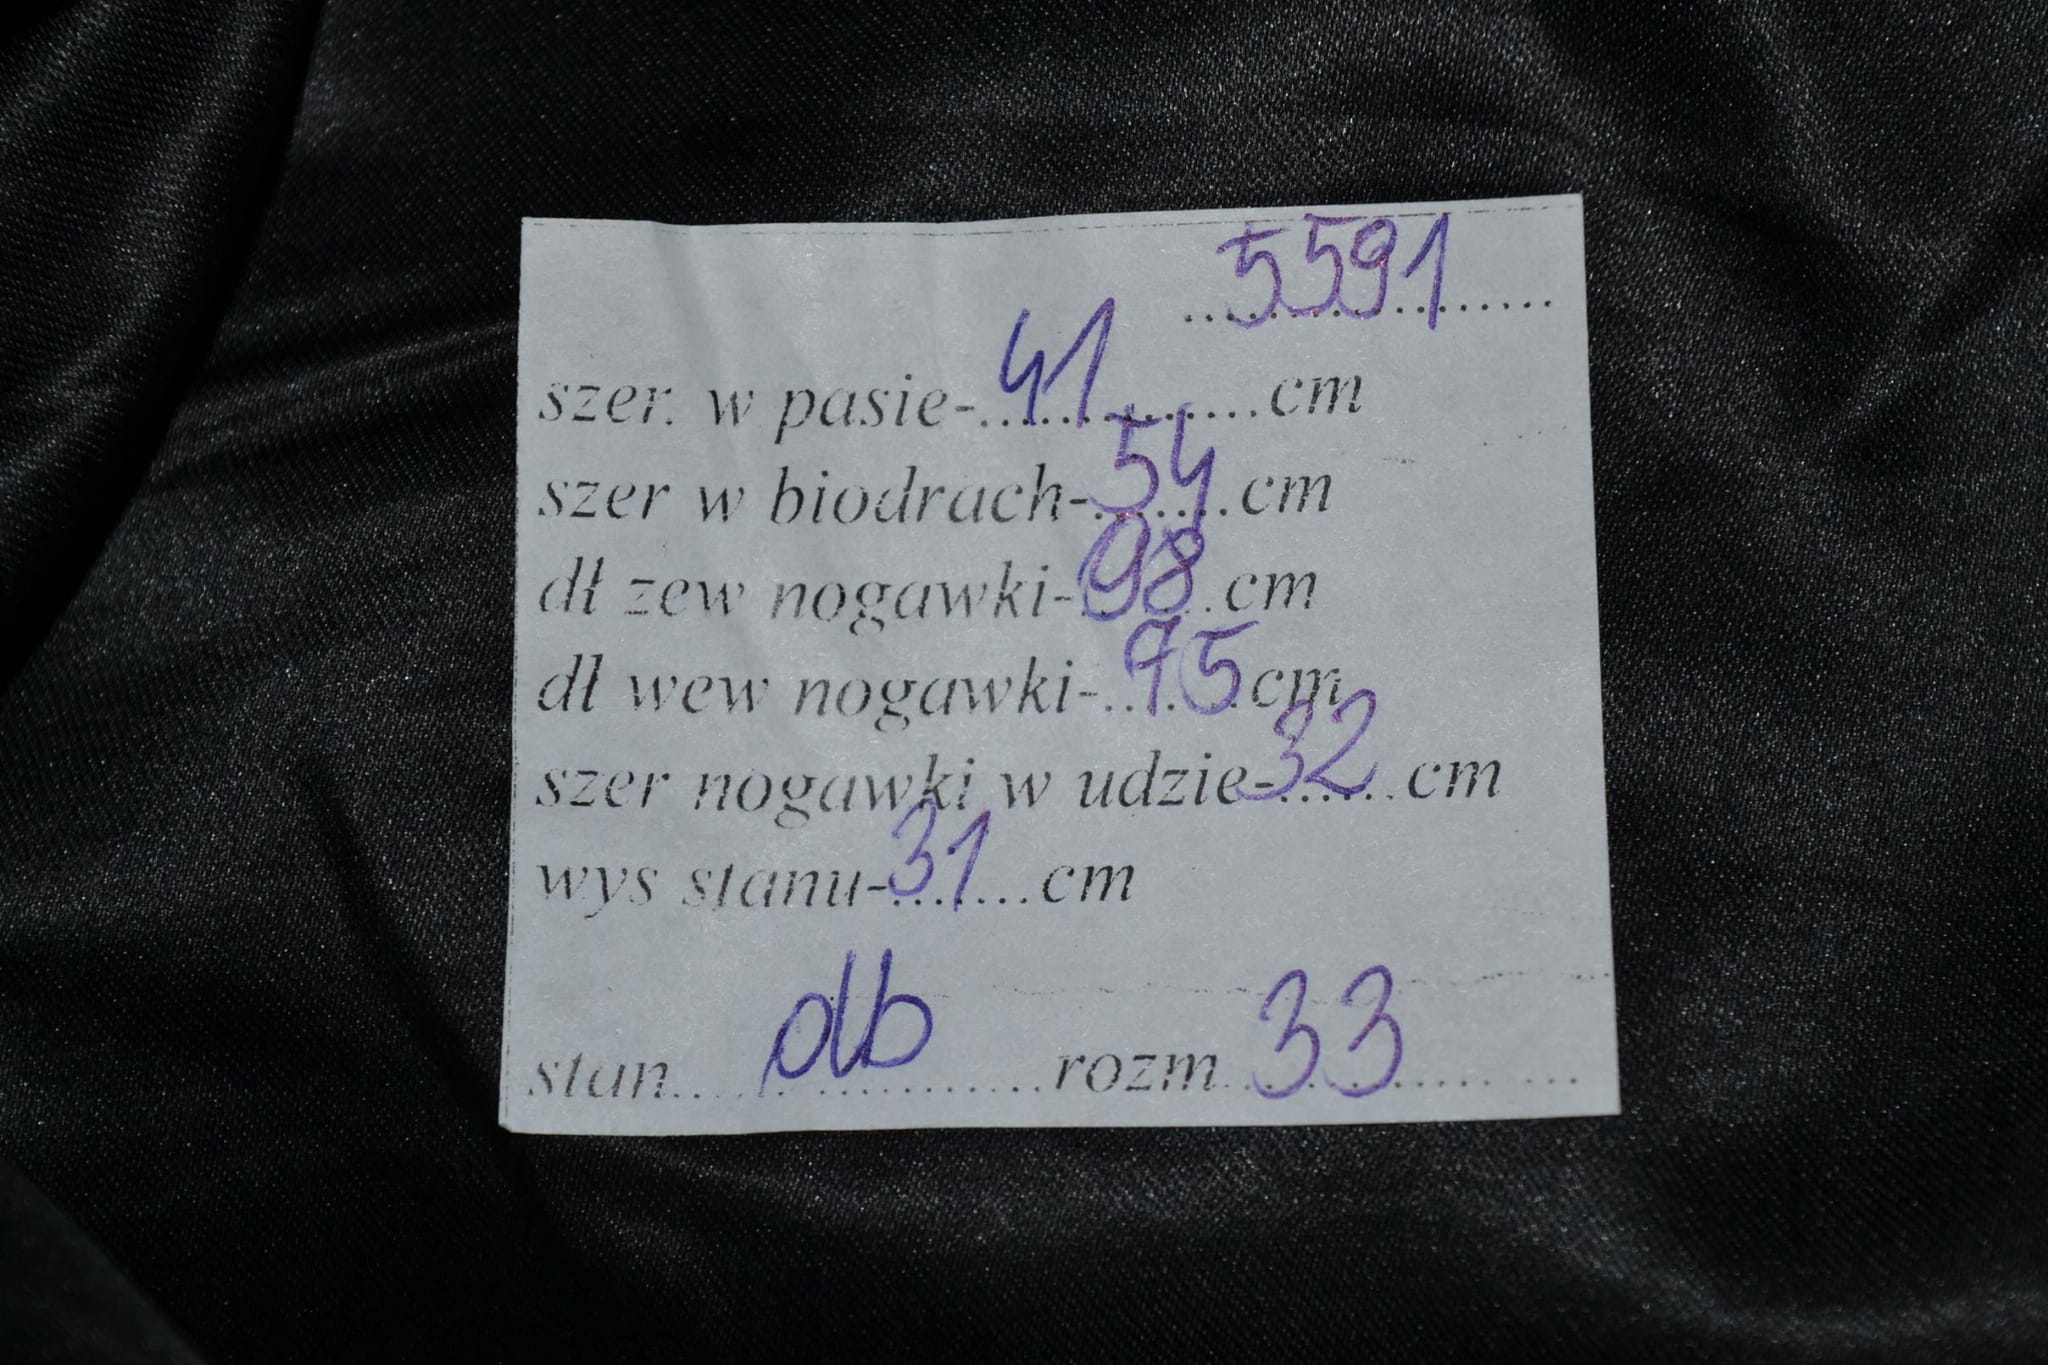 5591
szer. w pasie-41cm
szer w biodrach-54cm
dł zew nogawki-98cm
dł wew nogawki-75cm
szer nogawki w udzie-32cm
wys stanu-31cm
stan db rozm 33